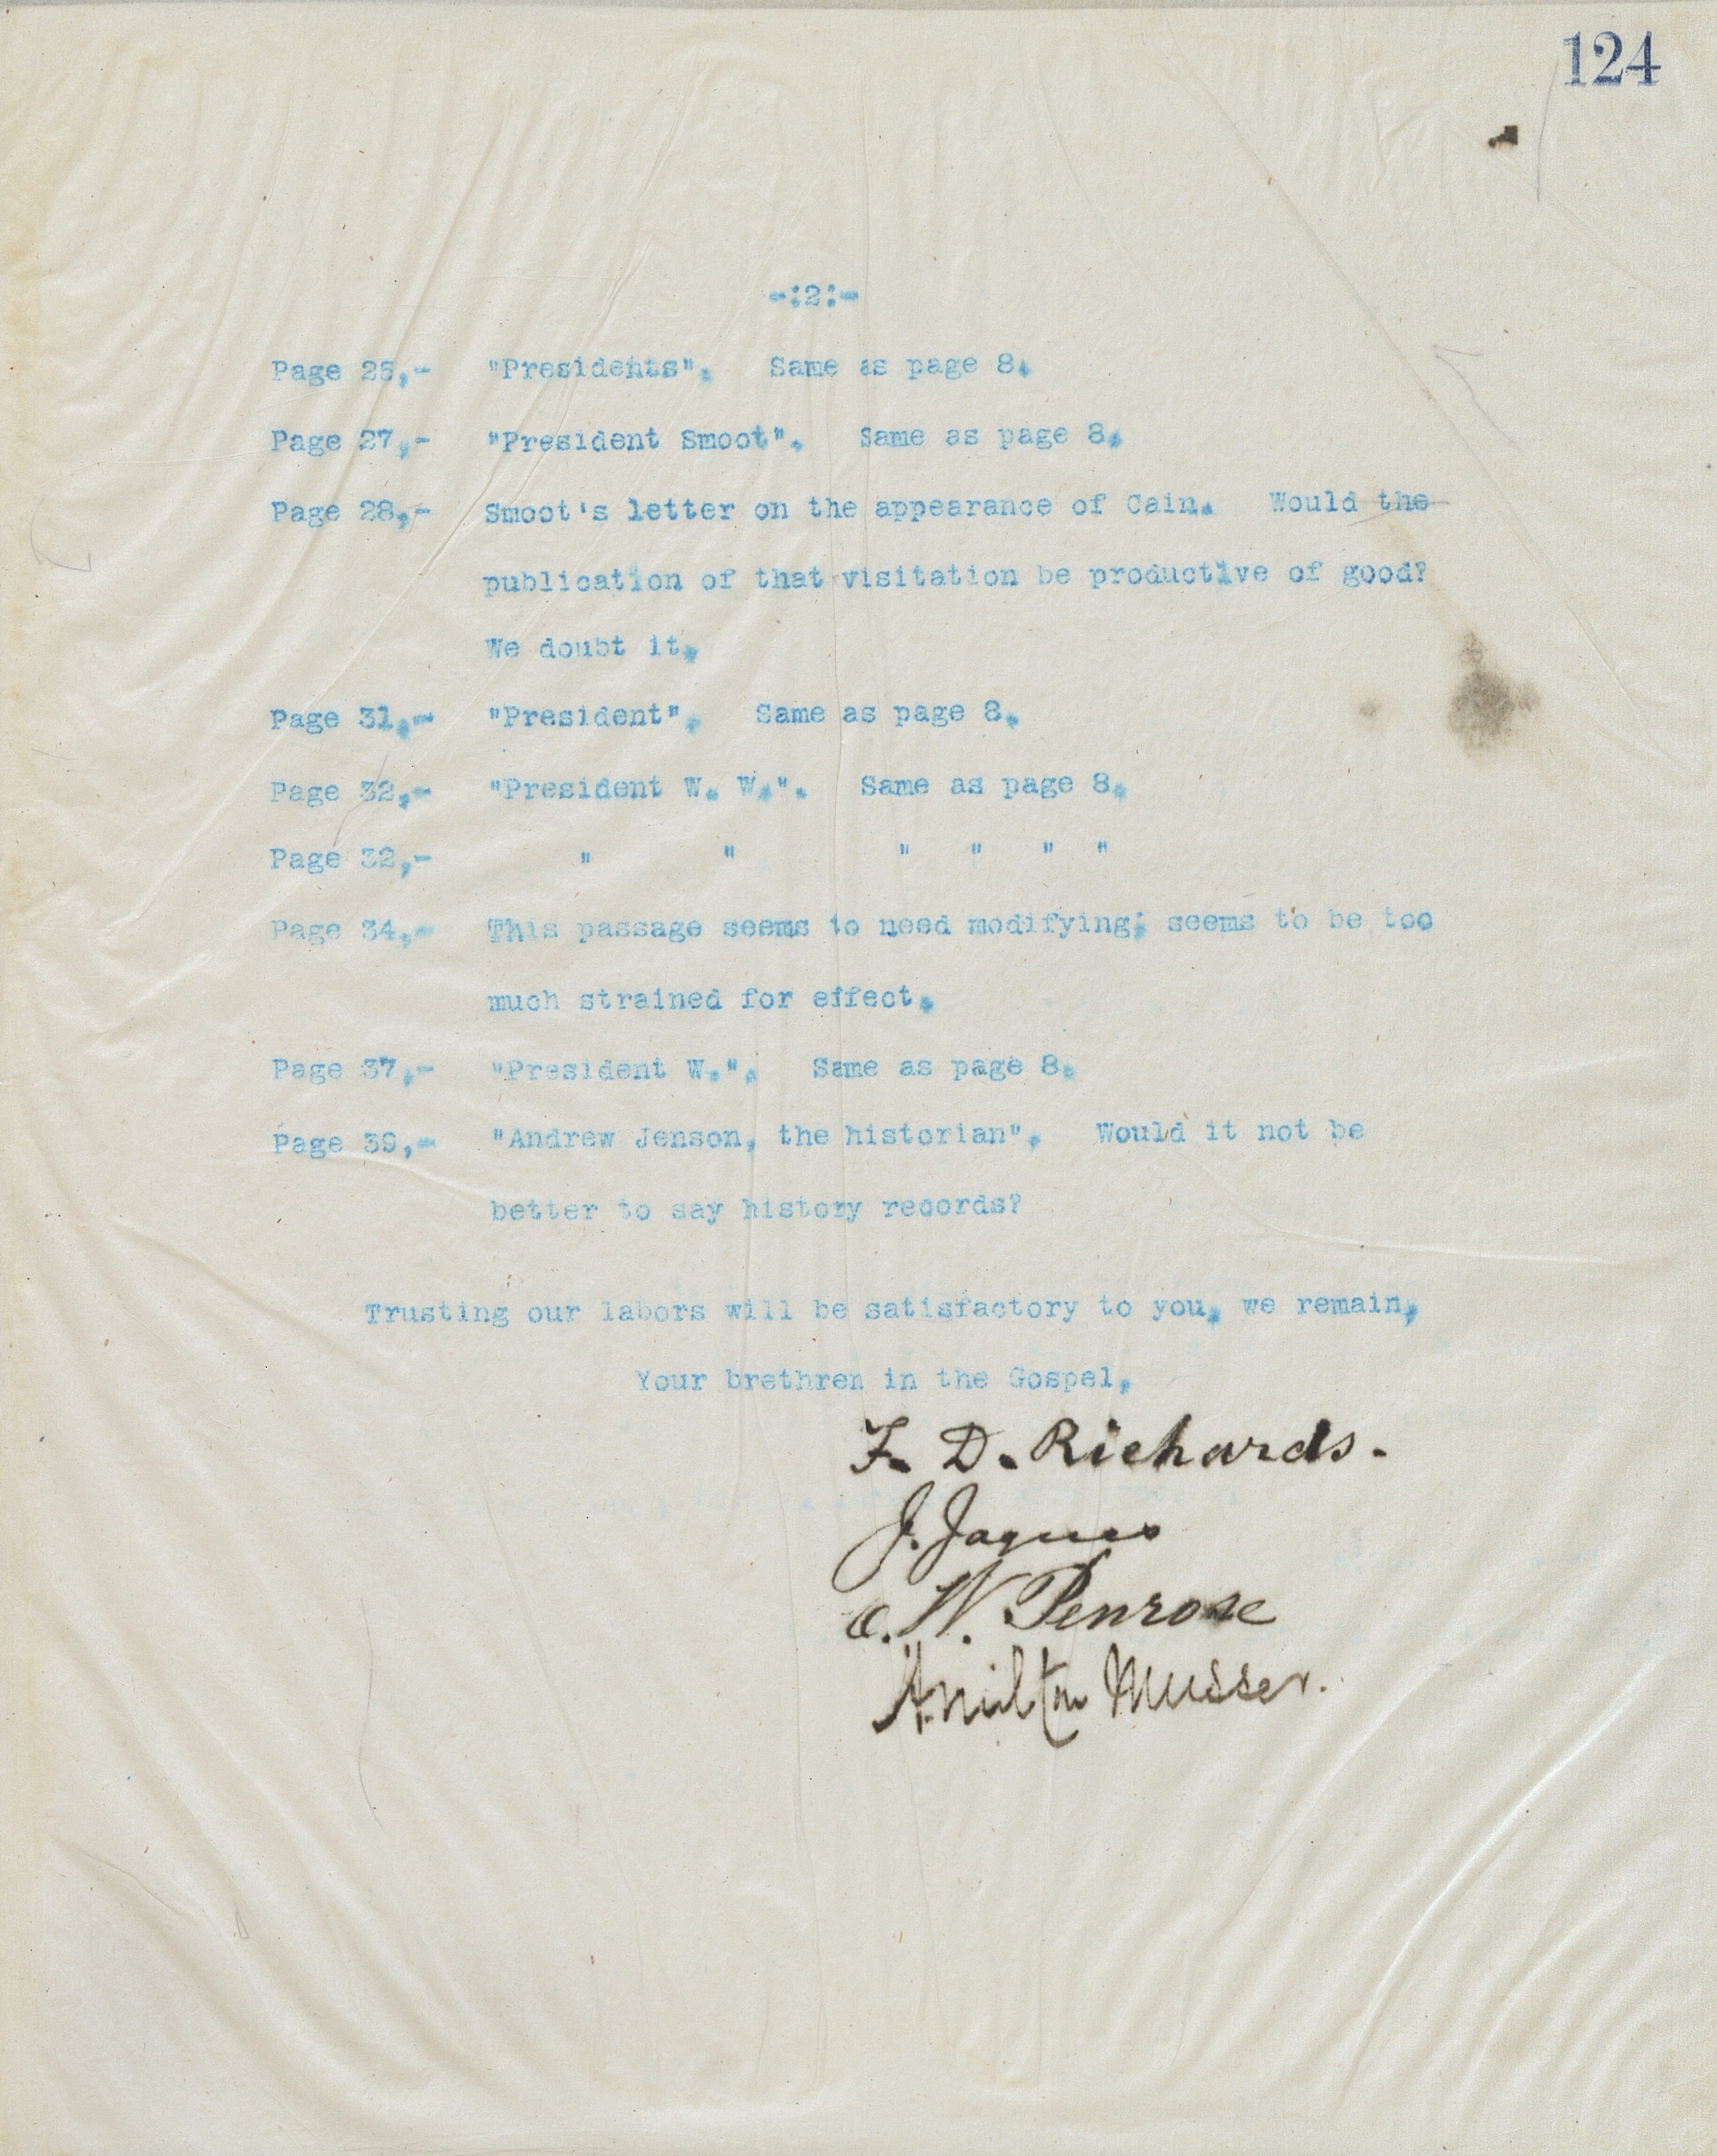 124
-:2:-
Page 25,- "Presidents". Same as page 8.
Page 27,- "President Smoot". Same as page 8.
Page 28,- Smoot's letter on the appearance of Cain. Would the
publication of that visitation be productive of good?
We doubt it.
Page 31,- "President". Same as page 8.
Page 32,- "President W. W.". Same as page 8.
Page 32,- " " " " " "
Page 34,- This passage seems to need modifying; seems to be too
much strained for effect.
Page 37,- "President W.". Same as page 8.
Page 39,- "Andrew Jenson, the historian". Would it not be
better to say history records?
Trusting our labors will be satisfactory to you, we remain,
Your brethren in the Gospel,
F. D. Richards.
J. Jaques
C. W. Penrose
A. Milton Musser.